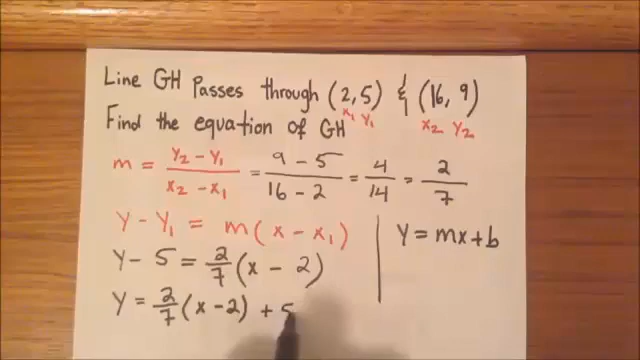 Line GH Passes through (2,5) & (16,9)
x₁ y₁ x₂ y₂
Find the equation of GH
m = y₂ - y₁ / x₂ - x₁ = 9 - 5 / 16 - 2 = 4 / 14 = 2 / 7
y - y₁ = m(x - x₁)
y = mx + b
y - 5 = 2/7 (x - 2)
y = 2/7 (x - 2) + 5